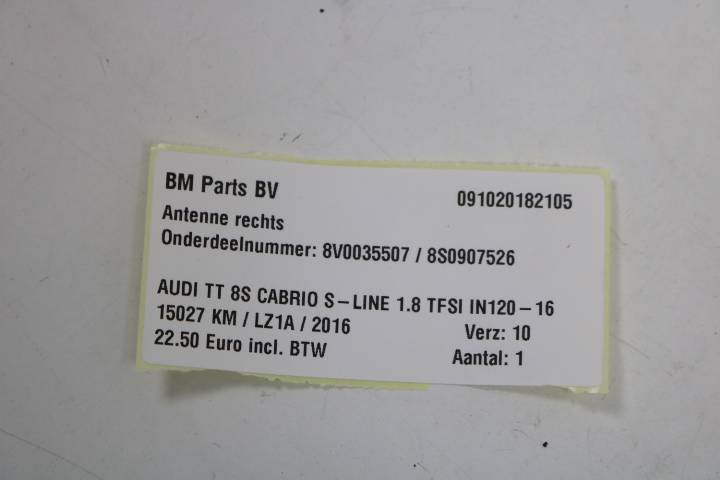 BM Parts BV 091020182105
Antenne rechts
Onderdeelnummer: 8V0035507 / 8S0907526
AUDI TT 8S CABRIO S-LINE 1.8 TFSI IN120-16
15027 KM / LZ1A / 2016 Verz: 10
22.50 Euro incl. BTW Aantal: 1